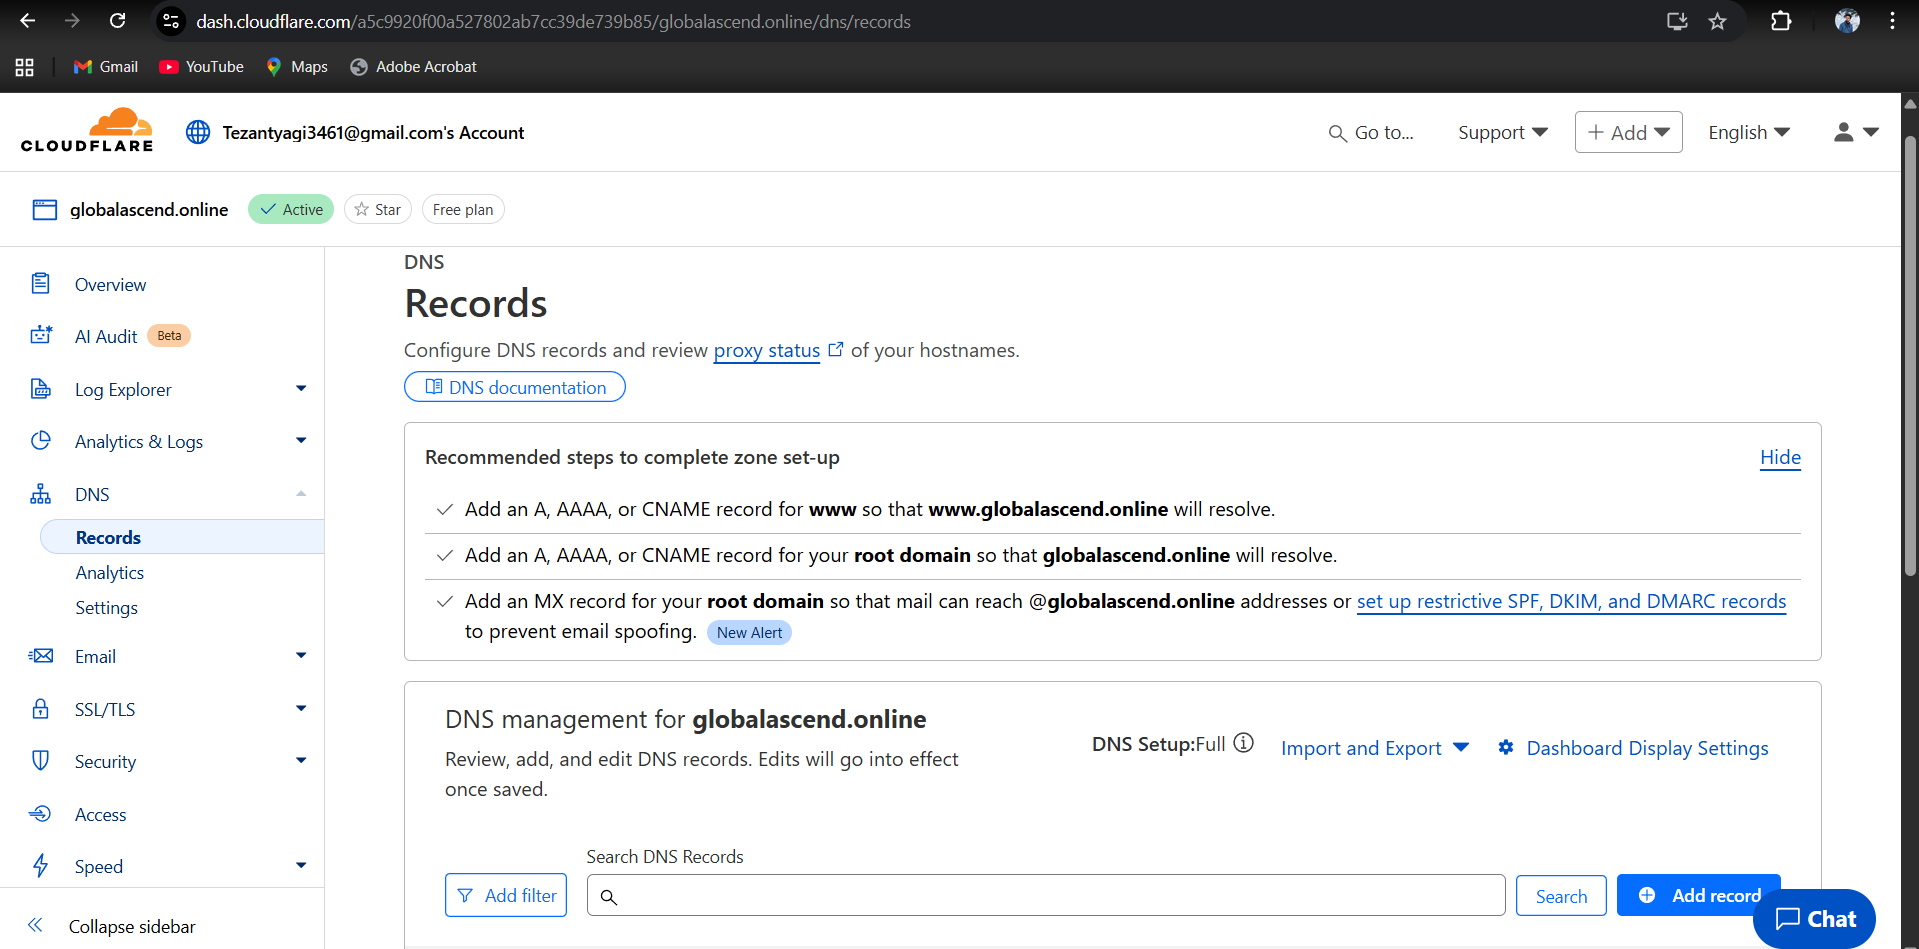 dash.cloudflare.com/a5c9920f00a527802ab7cc39de739b85/globalascend.online/dns/records
Gmail
YouTube
Maps
Adobe Acrobat
CLOUDFLARE
Tezantyagi3461@gmail.com's Account
Go to...
Support
+ Add
English
globalascend.online
Active
Star
Free plan
Overview
AI Audit Beta
Log Explorer
Analytics & Logs
DNS
Records
Analytics
Settings
Email
SSL/TLS
Security
Access
Speed
Collapse sidebar
DNS
Records
Configure DNS records and review proxy status of your hostnames.
DNS documentation
Recommended steps to complete zone set-up
Hide
Add an A, AAAA, or CNAME record for www so that www.globalascend.online will resolve.
Add an A, AAAA, or CNAME record for your root domain so that globalascend.online will resolve.
Add an MX record for your root domain so that mail can reach @globalascend.online addresses or set up restrictive SPF, DKIM, and DMARC records
to prevent email spoofing. New Alert
DNS management for globalascend.online
Review, add, and edit DNS records. Edits will go into effect
once saved.
DNS Setup:Full
Import and Export
Dashboard Display Settings
Search DNS Records
Add filter
Search
Add record
Chat